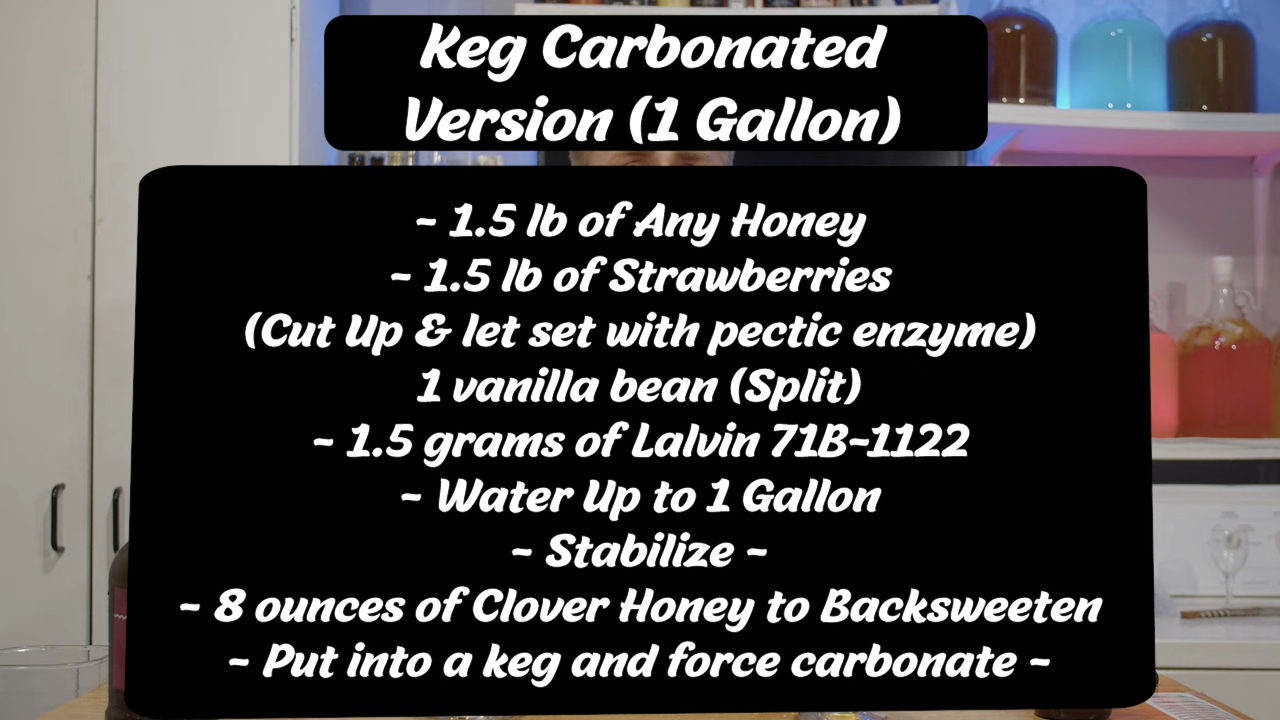 Keg Carbonated
Version (1 Gallon)
~ 1.5 lb of Any Honey
~ 1.5 lb of Strawberries
(Cut Up & let set with pectic enzyme)
1 vanilla bean (Split)
~ 1.5 grams of Lalvin 71B-1122
~ Water Up to 1 Gallon
~ Stabilize ~
~ 8 ounces of Clover Honey to Backsweeten
~ Put into a keg and force carbonate ~